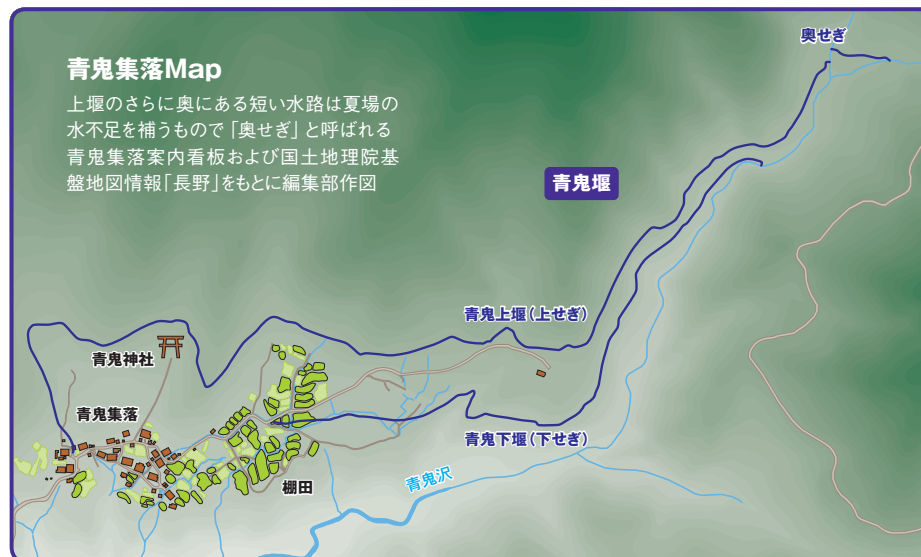 青鬼集落Map
上堰のさらに奥にある短い水路は夏場の
水不足を補うもので「奥せぎ」と呼ばれる
青鬼集落案内看板および国土地理院基
盤地図情報「長野」をもとに編集部作図
奥せぎ
青鬼堰
青鬼上堰(上せぎ)
青鬼神社
青鬼集落
青鬼下堰(下せぎ)
棚田
青鬼沢